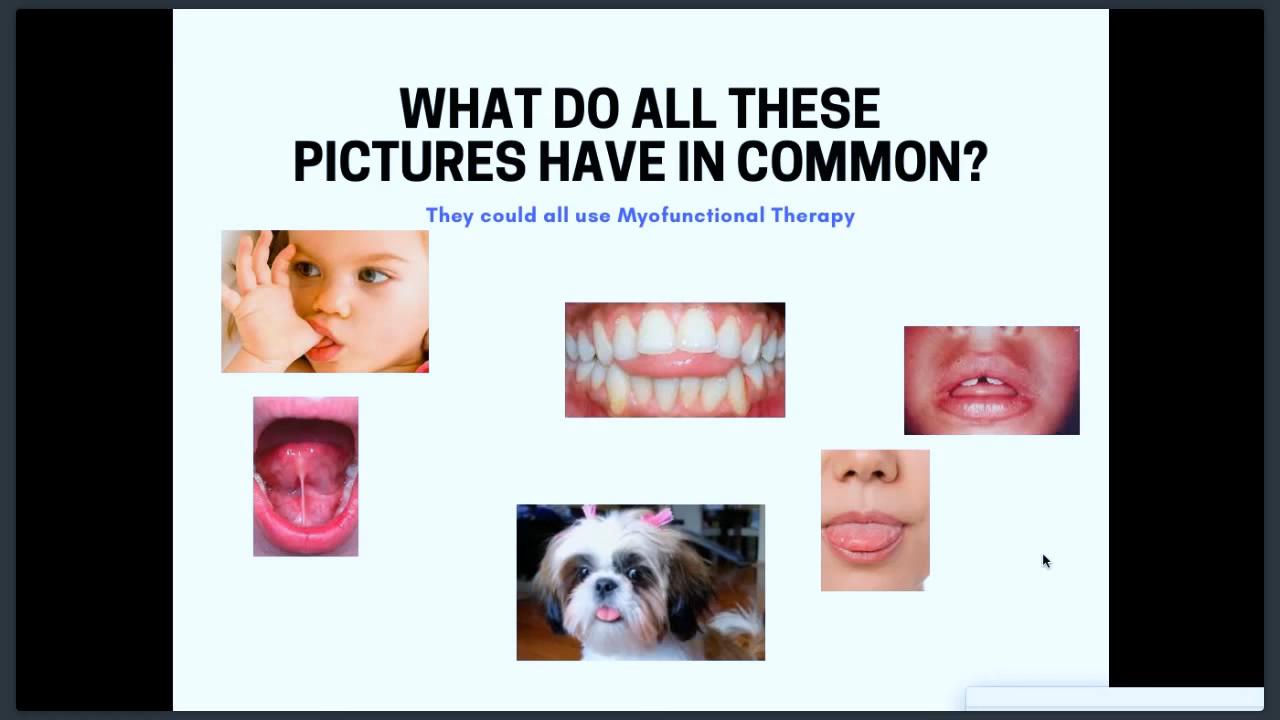 WHAT DO ALL THESE
PICTURES HAVE IN COMMON?
They could all use Myofunctional Therapy